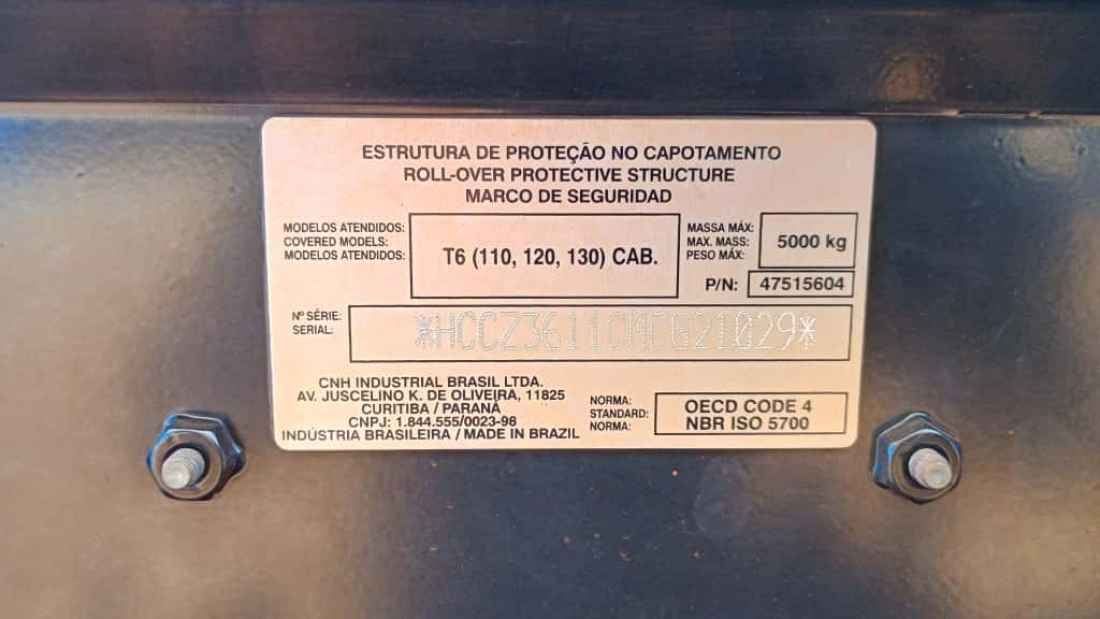 ESTRUTURA DE PROTEÇÃO NO CAPOTAMENTO
ROLL-OVER PROTECTIVE STRUCTURE
MARCO DE SEGURIDAD
MODELOS ATENDIDOS:
COVERED MODELS:
MODELOS ATENDIDOS:
T6 (110, 120, 130) CAB.
MASSA MÁX:
MAX. MASS:
PESO MÁX:
5000 kg
P/N: 47515604
Nº SÉRIE:
SERIAL:
CNH INDUSTRIAL BRASIL LTDA.
AV. JUSCELINO K. DE OLIVEIRA, 11825
CURITIBA / PARANÁ
CNPJ: 1.844.555/0023-98
INDÚSTRIA BRASILEIRA / MADE IN BRAZIL
NORMA:
STANDARD:
NORMA:
OECD CODE 4
NBR ISO 5700